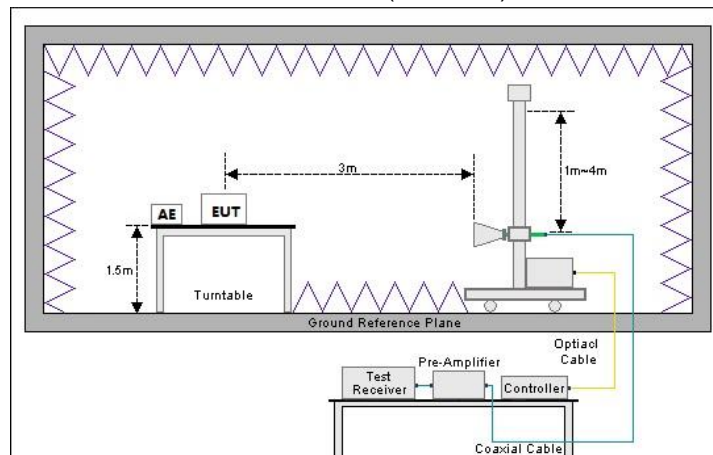 3m
1m~4m
AE
EUT
1.5m
Turntable
Ground Reference Plane
Optiacl
Cable
Pre-Amplifier
Test
Receiver
Controller
Coaxial Cable